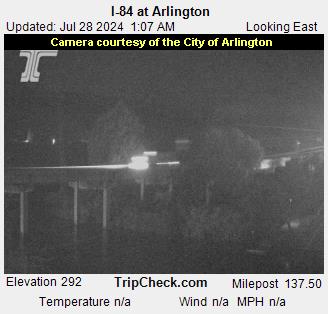 I-84 at Arlington
Updated: Jul 28 2024 1:07 AM Looking East
Camera courtesy of the City of Arlington
Elevation 292 TripCheck.com Milepost 137.50
Temperature n/a Wind n/a MPH n/a